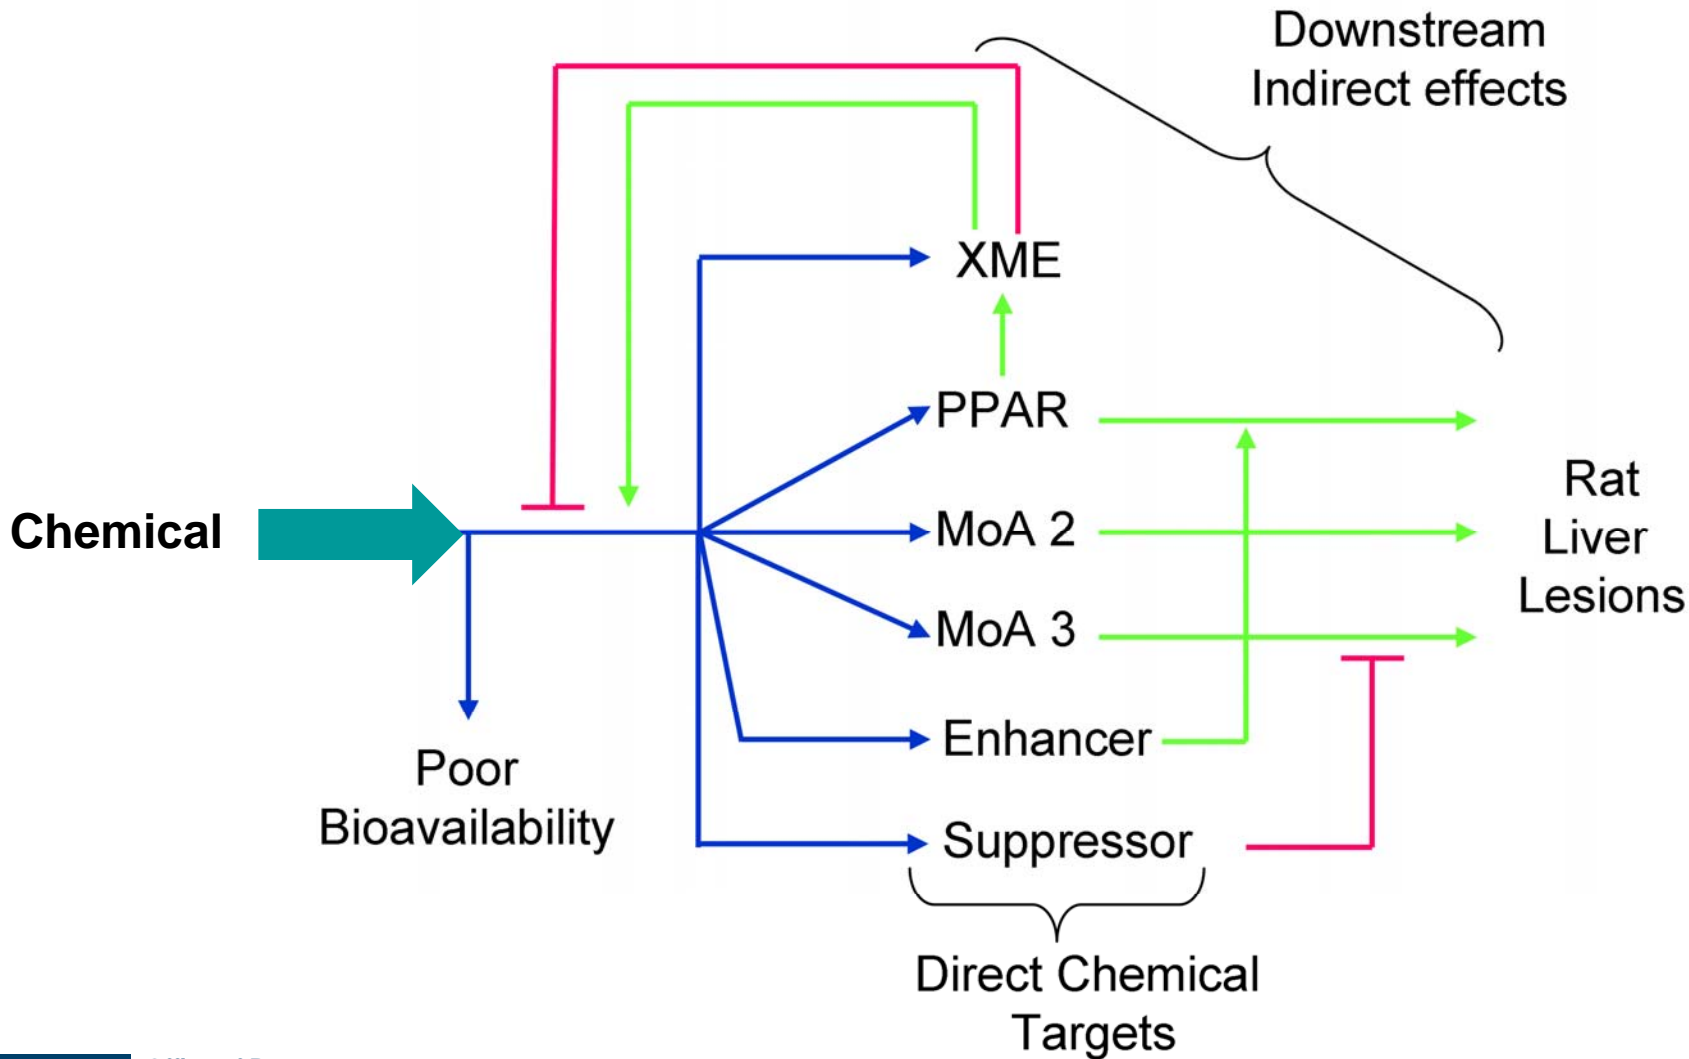 Downstream
Indirect effects
XME
PPAR
MoA 2
MoA 3
Enhancer
Suppressor
Chemical
Poor
Bioavailability
Rat
Liver
Lesions
Direct Chemical
Targets